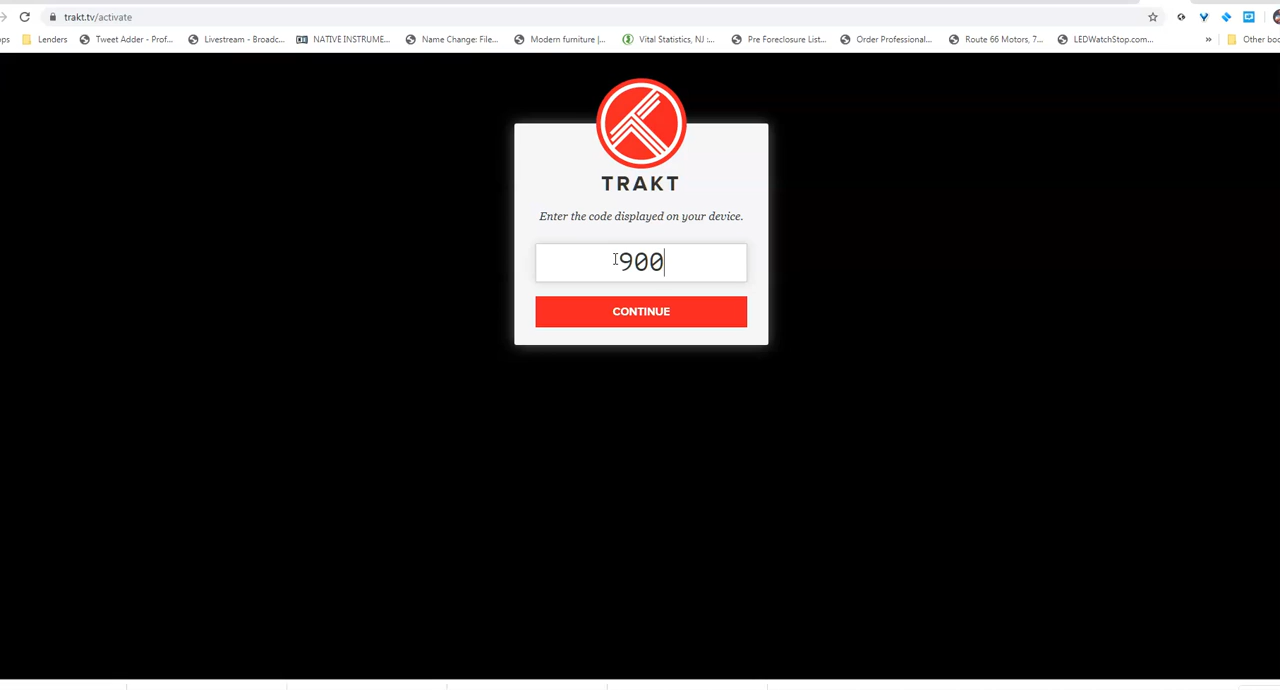 trakt.tv/activate
Lenders Tweet Adder - Prof... Livestream - Broadc... NATIVE INSTRUME... Name Change: File... Modern furniture |... Vital Statistics, NJ :... Pre Foreclosure List... Order Professional... Route 66 Motors, 7... LEDWatchStop.com... » Other boo
TRAKT
Enter the code displayed on your device.
900
CONTINUE